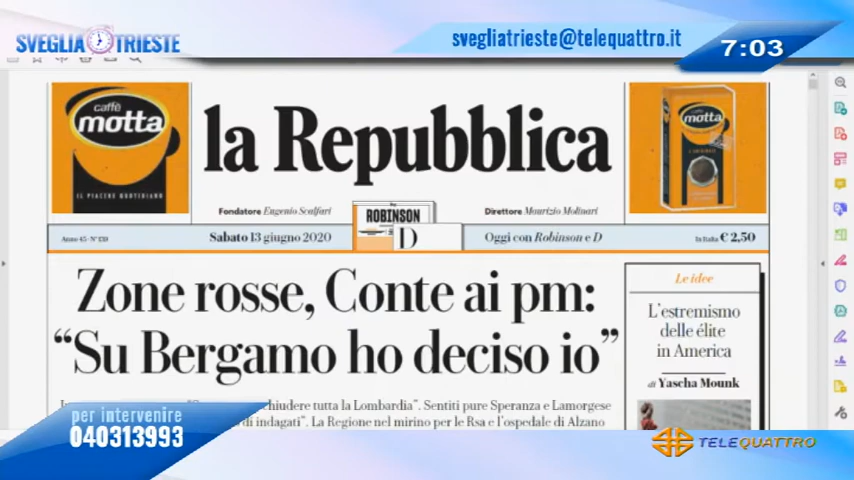 SVEGLIA TRIESTE
svegliatrieste@telequattro.it
7:03
caffè
motta
IL PIACERE QUOTIDIANO
la Repubblica
motta
Fondatore Eugenio Scalfari
ROBINSON
D
Direttore Maurizio Molinari
Anno 45 - N° 139
Sabato 13 giugno 2020
Oggi con Robinson e D
In Italia € 2,50
Zone rosse, Conte ai pm:
“Su Bergamo ho deciso io”
Le idee
L’estremismo
delle élite
in America
di Yascha Mounk
chiudere tutta la Lombardia”. Sentiti pure Speranza e Lamorgese
di indagati”. La Regione nel mirino per le Rsa e l’ospedale di Alzano
per intervenire
040313993
TELEQUATTRO